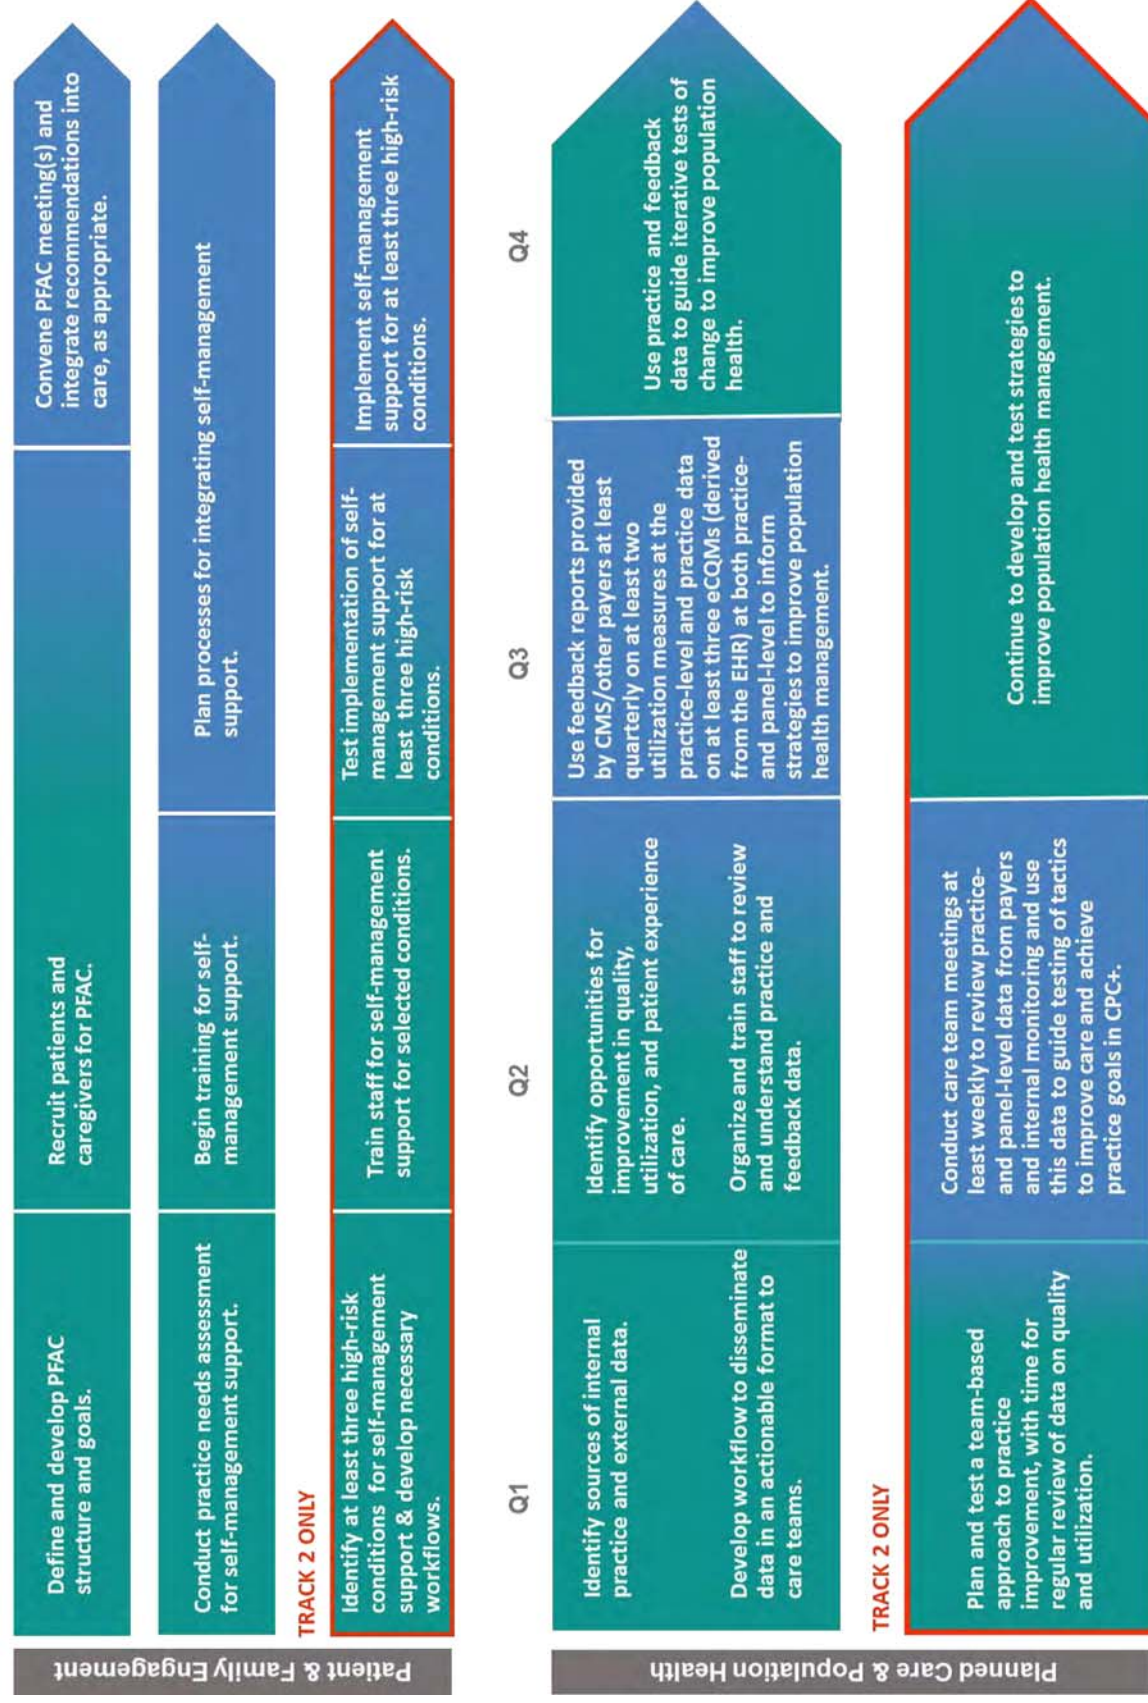 Patient & Family Engagement
Define and develop PFAC
structure and goals.
Recruit patients and
caregivers for PFAC.
Convene PFAC meeting(s) and
integrate recommendations into
care, as appropriate.
Conduct practice needs assessment
for self-management support.
Begin training for self-
management support.
Plan processes for integrating self-management
support.
TRACK 2 ONLY
Identify at least three high-risk
conditions for self-management
support & develop necessary
workflows.
Train staff for self-management
support for selected conditions.
Test implementation of self-
management support for at
least three high-risk
conditions.
Implement self-management
support for at least three high-risk
conditions.
Q1
Q2
Q3
Q4
Planned Care & Population Health
Identify sources of internal
practice and external data.
Develop workflow to disseminate
data in an actionable format to
care teams.
Identify opportunities for
improvement in quality,
utilization, and patient experience
of care.
Organize and train staff to review
and understand practice and
feedback data.
Use feedback reports provided
by CMS/other payers at least
quarterly on at least two
utilization measures at the
practice-level and practice data
on at least three eCQMs (derived
from the EHR) at both practice-
and panel-level to inform
strategies to improve population
health management.
Use practice and feedback
data to guide iterative tests of
change to improve population
health.
TRACK 2 ONLY
Plan and test a team-based
approach to practice
improvement, with time for
regular review of data on quality
and utilization.
Conduct care team meetings at
least weekly to review practice-
and panel-level data from payers
and internal monitoring and use
this data to guide testing of tactics
to improve care and achieve
practice goals in CPC+.
Continue to develop and test strategies to
improve population health management.